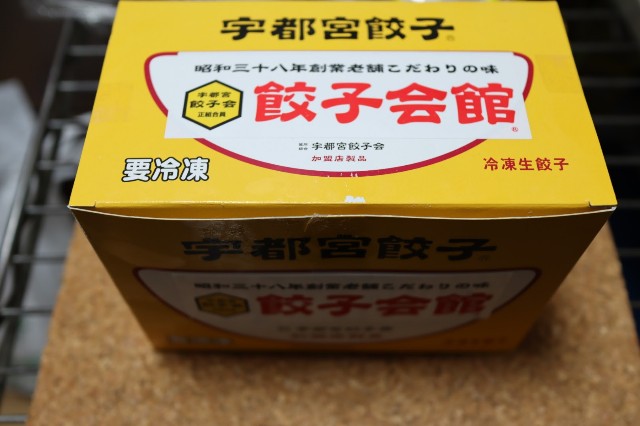 宇都宮餃子®
昭和三十八年創業老舗こだわりの味
宇都宮
餃子会
正組合員
餃子会館®
宇都宮餃子会
加盟店製品
要冷凍
冷凍生餃子
宇都宮餃子
昭和三十八年創業老舗こだわりの味
餃子会館